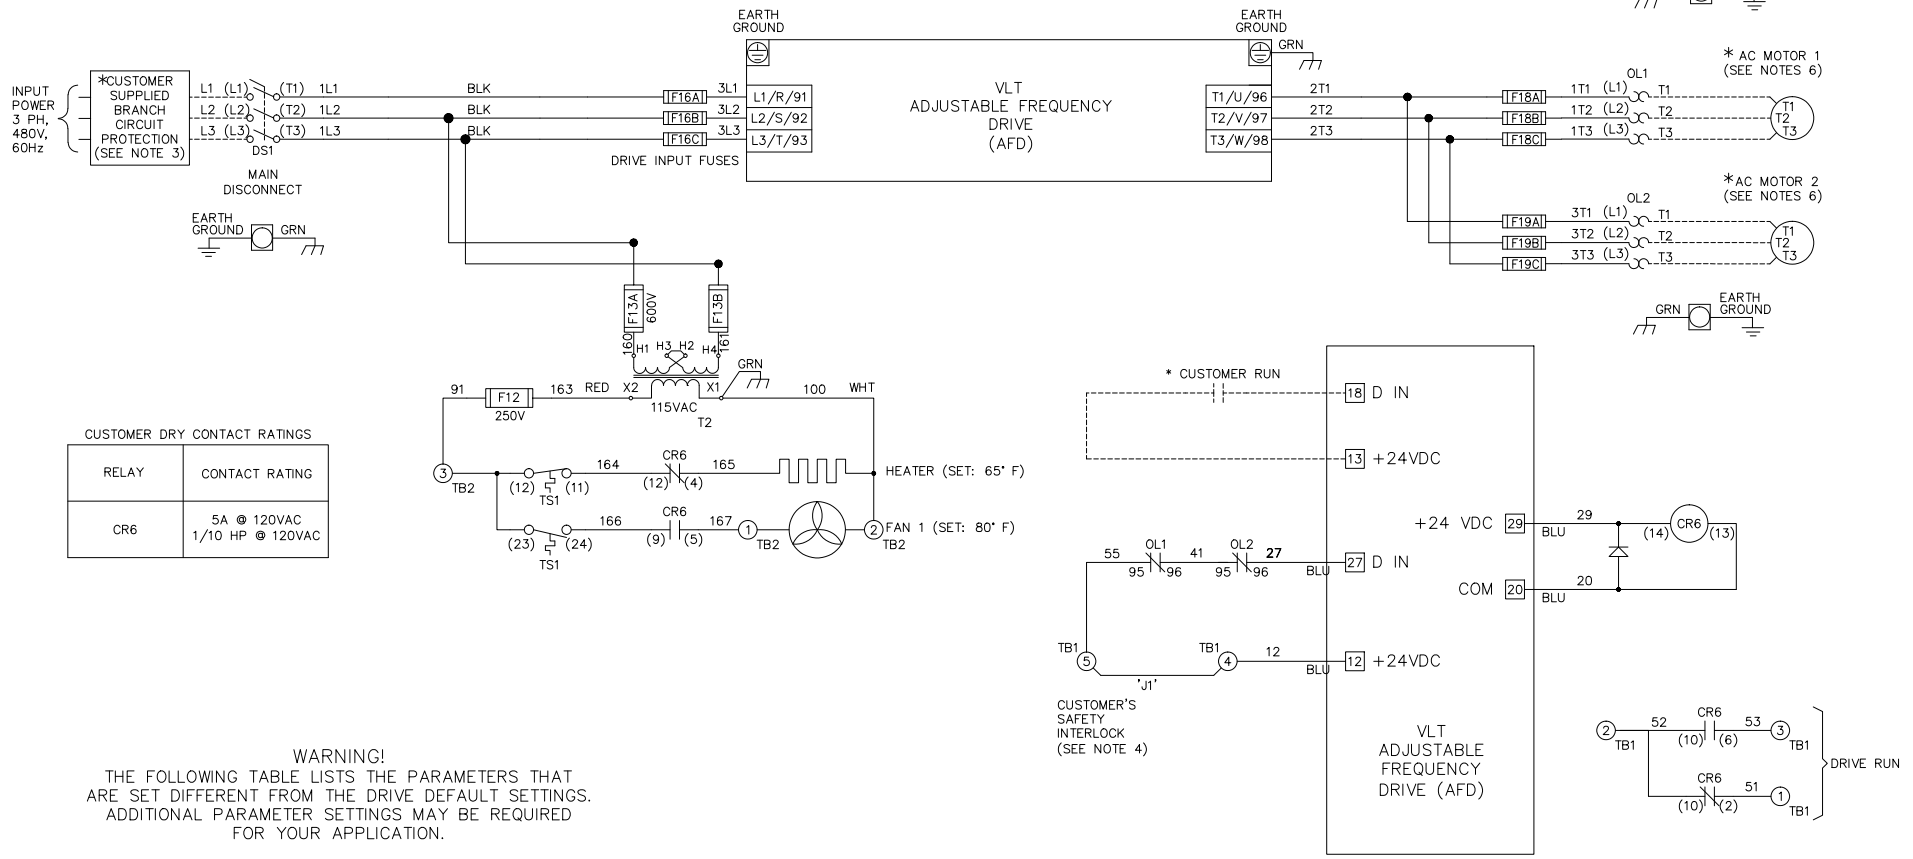 EARTH
GROUND
EARTH
GROUND
GRN
INPUT
POWER
3 PH,
480V,
60Hz
*CUSTOMER
SUPPLIED
BRANCH
CIRCUIT
PROTECTION
(SEE NOTE 3)
L1 (L1) (T1) 1L1 BLK F16A 3L1 L1/R/91
L2 (L2) (T2) 1L2 F16B 3L2 L2/S/92
L3 (L3) (T3) 1L3 BLK F16C 3L3 L3/T/93
DS1
MAIN
DISCONNECT
DRIVE INPUT FUSES
VLT
ADJUSTABLE FREQUENCY
DRIVE
(AFD)
T1/U/96 2T1
T2/V/97 2T2
T3/W/98 2T3
* AC MOTOR 1
(SEE NOTES 6)
OL1
F18A 1T1 (L1) T1 T1
F18B 1T2 (L2) T2 T2
F18C 1T3 (L3) T3 T3
*AC MOTOR 2
(SEE NOTES 6)
OL2
F19A 3T1 (L1) T1 T1
F19B 3T2 (L2) T2 T2
F19C 3T3 (L3) T3 T3
EARTH
GROUND
GRN
GRN
EARTH
GROUND
F13A
600V
F13B
160
161
H1 H3 H2 H4
GRN
91 F12 163 RED X2 X1 100 WHT
250V
115VAC
T2
3
TB2
CR6
164 165
(12) (11) (12) (4)
TS1
HEATER (SET: 65° F)
CR6
166 167 1 2 FAN 1 (SET: 80° F)
(23) (24) (9) (5) TB2 TB2
TS1
CUSTOMER DRY CONTACT RATINGS
RELAY CONTACT RATING
CR6
5A @ 120VAC
1/10 HP @ 120VAC
* CUSTOMER RUN
18 D IN
13 +24VDC
55 OL1 41 OL2 27
95 96 95 96 BLU
27 D IN
TB1
5
TB1
4
12
BLU
12 +24VDC
'J1'
CUSTOMER'S
SAFETY
INTERLOCK
(SEE NOTE 4)
+24 VDC 29
29
BLU
CR6
(14) (13)
COM 20
20
BLU
VLT
ADJUSTABLE
FREQUENCY
DRIVE (AFD)
2 TB1
52 CR6 53 3
(10) (6) TB1
CR6 51 1
(10) (2) TB1
DRIVE RUN
WARNING!
THE FOLLOWING TABLE LISTS THE PARAMETERS THAT
ARE SET DIFFERENT FROM THE DRIVE DEFAULT SETTINGS.
ADDITIONAL PARAMETER SETTINGS MAY BE REQUIRED
FOR YOUR APPLICATION.